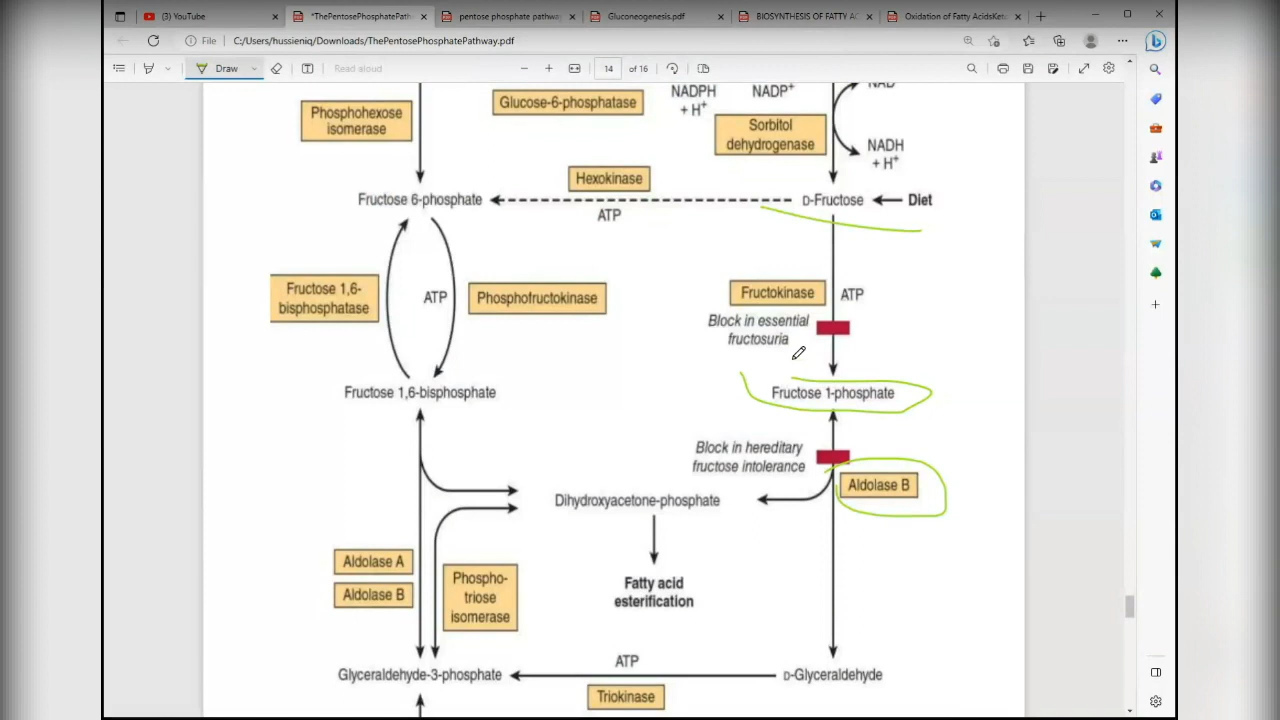 (3) YouTube
*ThePentosePhosphatePath
pentose phosphate pathway
Gluconeogenesis.pdf
BIOSYNTHESIS OF FATTY AC
Oxidation of Fatty AcidsKet
File
C:/Users/hussieniq/Downloads/ThePentosePhosphatePathway.pdf
Draw
Read aloud
14
of 16
Phosphohexose
isomerase
Glucose-6-phosphatase
NADPH
+ H+
NADP+
NAD
Sorbitol
dehydrogenase
NADH
+ H+
Hexokinase
Fructose 6-phosphate
ATP
D-Fructose
Diet
Fructose 1,6-
bisphosphatase
ATP
Phosphofructokinase
Fructokinase
ATP
Block in essential
fructosuria
Fructose 1,6-bisphosphate
Fructose 1-phosphate
Block in hereditary
fructose intolerance
Aldolase B
Dihydroxyacetone-phosphate
Aldolase A
Aldolase B
Phospho-
triose
isomerase
Fatty acid
esterification
Glyceraldehyde-3-phosphate
ATP
Triokinase
D-Glyceraldehyde